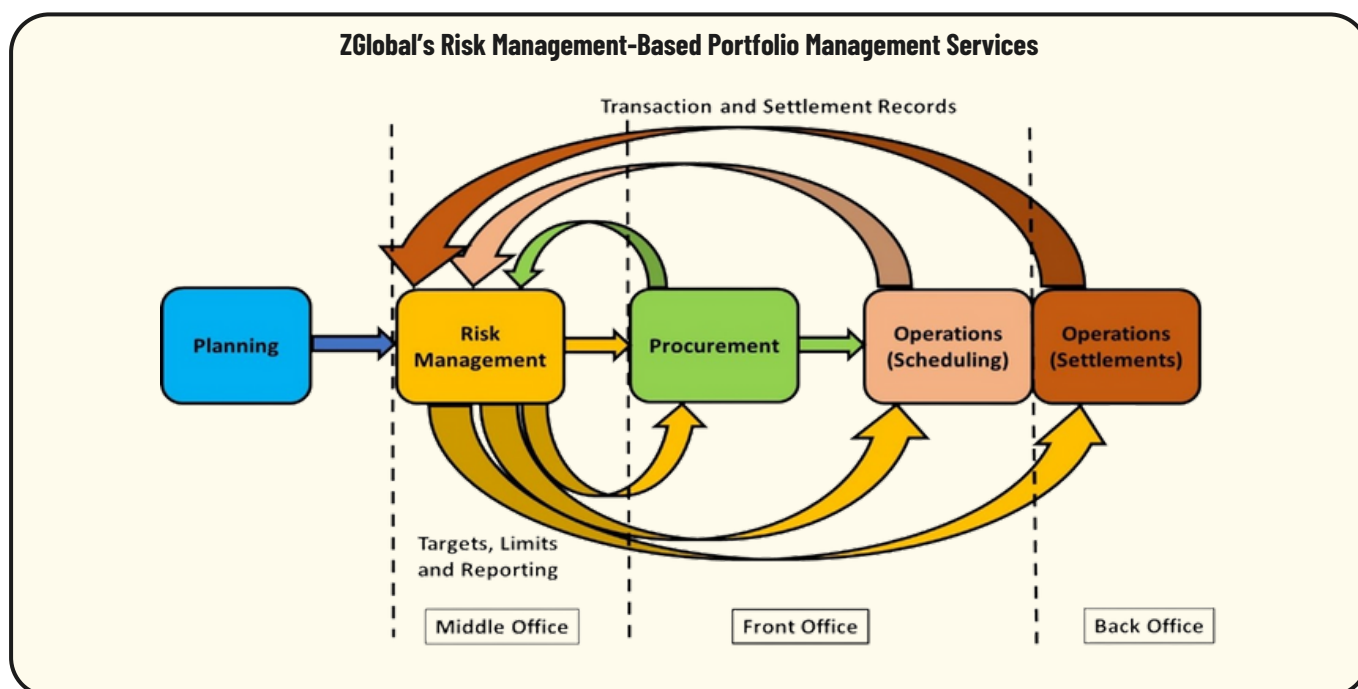 ZGlobal's Risk Management-Based Portfolio Management Services
Transaction and Settlement Records
Planning
Risk
Management
Procurement
Operations
(Scheduling)
Operations
(Settlements)
Targets, Limits
and Reporting
Middle Office
Front Office
Back Office